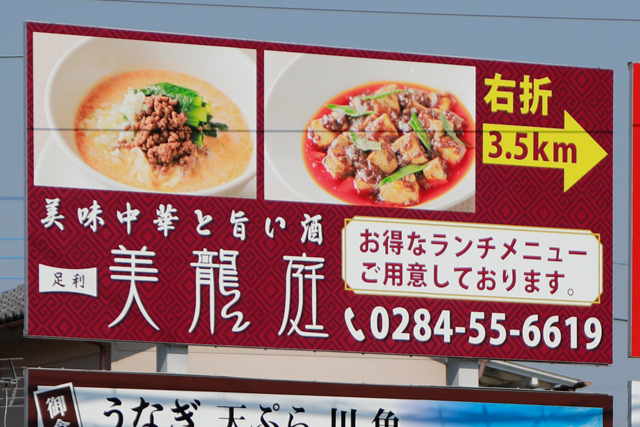 右折
3.5km
美味中華と旨い酒
足利
美龍庭
お得なランチメニュー
ご用意しております。
0284-55-6619
御食
うなぎ 天ぷら 川魚